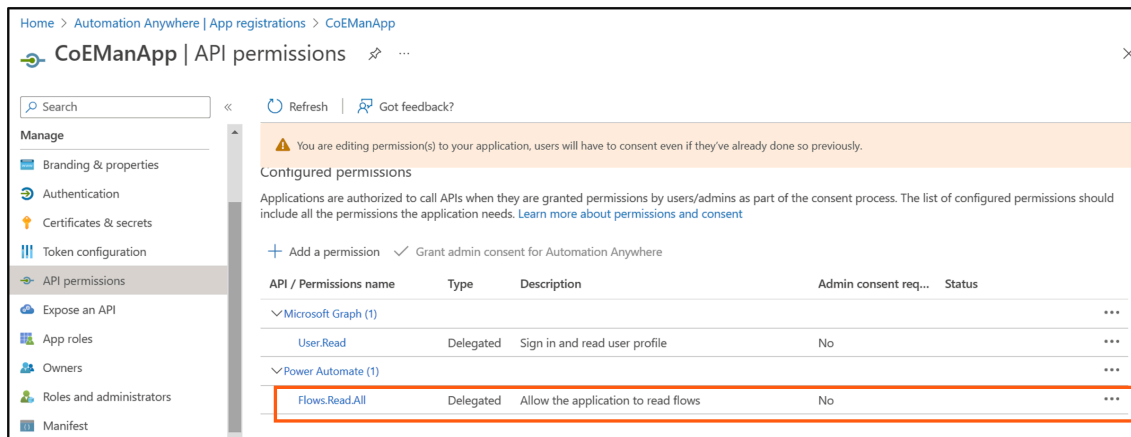 Home > Automation Anywhere | App registrations > CoEManApp
CoEManApp | API permissions
Search
Refresh | Got feedback?
Manage
You are editing permission(s) to your application, users will have to consent even if they've already done so previously.
Branding & properties
Configured permissions
Authentication
Applications are authorized to call APIs when they are granted permissions by users/admins as part of the consent process. The list of configured permissions should
include all the permissions the application needs. Learn more about permissions and consent
Certificates & secrets
Token configuration
Add a permission Grant admin consent for Automation Anywhere
API permissions
API / Permissions name Type Description Admin consent req... Status
Expose an API
Microsoft Graph (1)
App roles
User.Read Delegated Sign in and read user profile No
Owners
Power Automate (1)
Roles and administrators
Flows.Read.All Delegated Allow the application to read flows No
Manifest